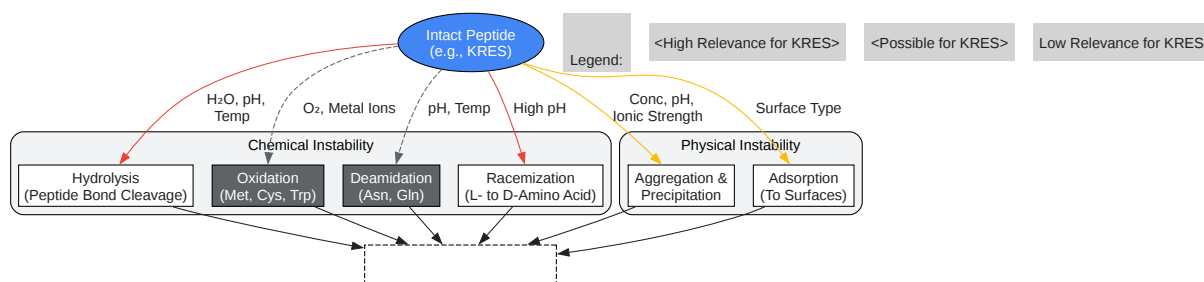 Intact Peptide
(e.g., KRES)
Legend:
<High Relevance for KRES>
<Possible for KRES>
Low Relevance for KRES
H₂O, pH,
Temp
O₂, Metal Ions
pH, Temp
High pH
Conc, pH,
Ionic Strength
Surface Type
Chemical Instability
Physical Instability
Hydrolysis
(Peptide Bond Cleavage)
Oxidation
(Met, Cys, Trp)
Deamidation
(Asn, Gln)
Racemization
(L- to D-Amino Acid)
Aggregation &
Precipitation
Adsorption
(To Surfaces)